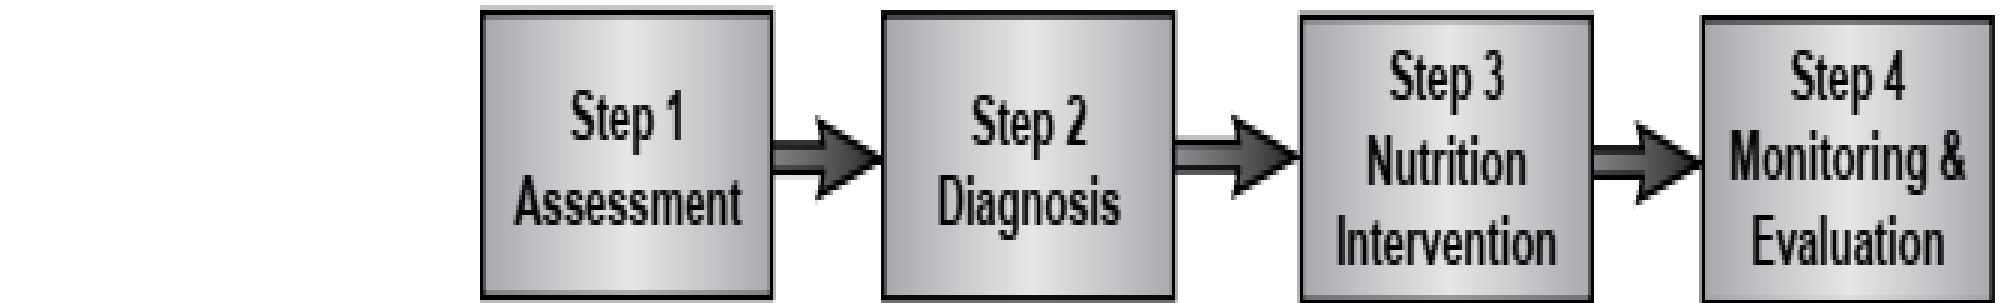 Step 1
Assessment
Step 2
Diagnosis
Step 3
Nutrition
Intervention
Step 4
Monitoring &
Evaluation